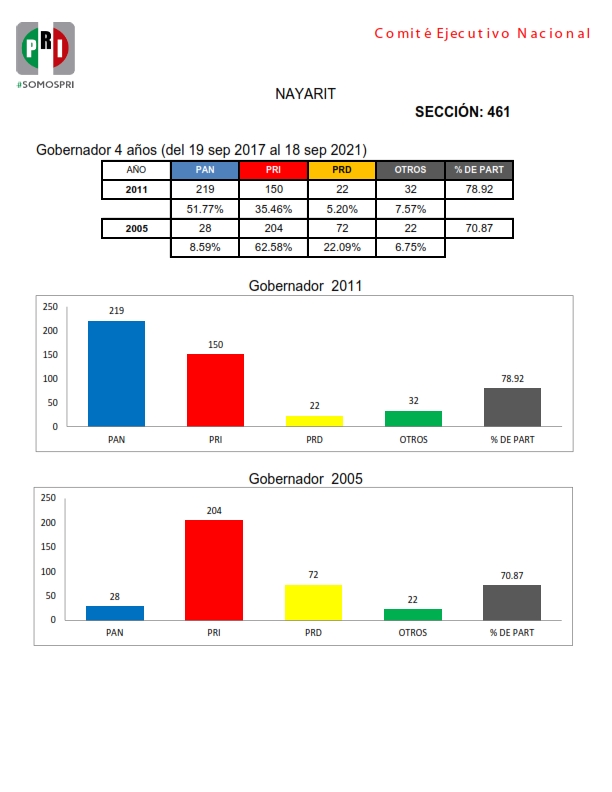 PRI
#SOMOSPRI
Comité Ejecutivo Nacional
NAYARIT
SECCIÓN: 461
Gobernador 4 años (del 19 sep 2017 al 18 sep 2021)
AÑO PAN PRI PRD OTROS % DE PART
2011 219 150 22 32 78.92
51.77% 35.46% 5.20% 7.57%
2005 28 204 72 22 70.87
8.59% 62.58% 22.09% 6.75%
Gobernador 2011
250
200
150
100
50
0
219
150
22
32
78.92
PAN PRI PRD OTROS % DE PART
Gobernador 2005
250
200
150
100
50
0
28
204
72
22
70.87
PAN PRI PRD OTROS % DE PART